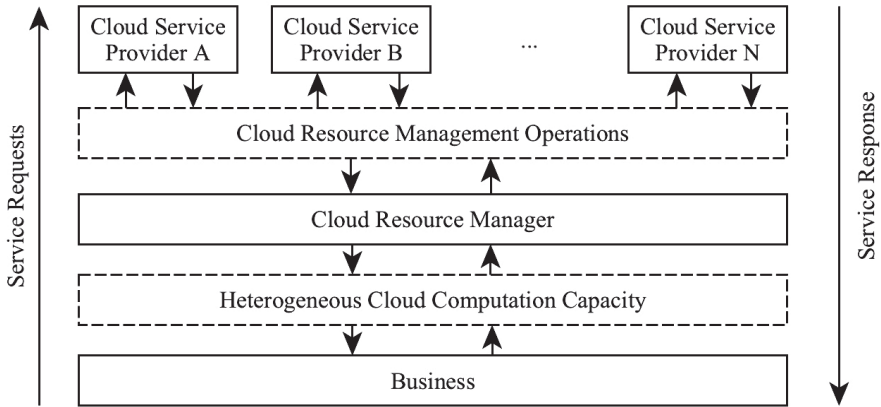 Cloud Service
Provider A
Cloud Service
Provider B
...
Cloud Service
Provider N
Cloud Resource Management Operations
Cloud Resource Manager
Heterogeneous Cloud Computation Capacity
Business
Service Requests
Service Response